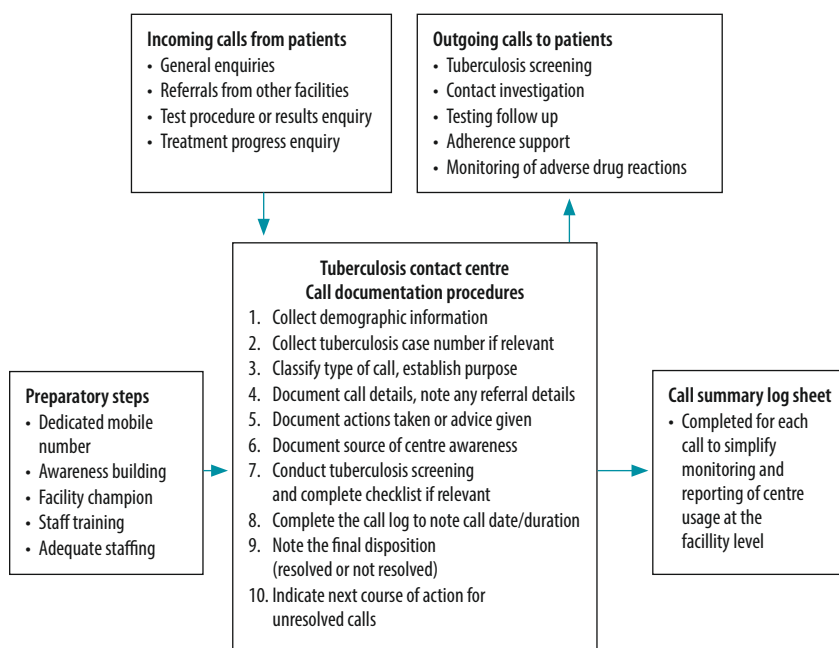 Incoming calls from patients
• General enquiries
• Referrals from other facilities
• Test procedure or results enquiry
• Treatment progress enquiry
Outgoing calls to patients
• Tuberculosis screening
• Contact investigation
• Testing follow up
• Adherence support
• Monitoring of adverse drug reactions
Preparatory steps
• Dedicated mobile
number
• Awareness building
• Facility champion
• Staff training
• Adequate staffing
Tuberculosis contact centre
Call documentation procedures
1. Collect demographic information
2. Collect tuberculosis case number if relevant
3. Classify type of call, establish purpose
4. Document call details, note any referral details
5. Document actions taken or advice given
6. Document source of centre awareness
7. Conduct tuberculosis screening
and complete checklist if relevant
8. Complete the call log to note call date/duration
9. Note the final disposition
(resolved or not resolved)
10. Indicate next course of action for
unresolved calls
Call summary log sheet
• Completed for each
call to simplify
monitoring and
reporting of centre
usage at the
facillity level